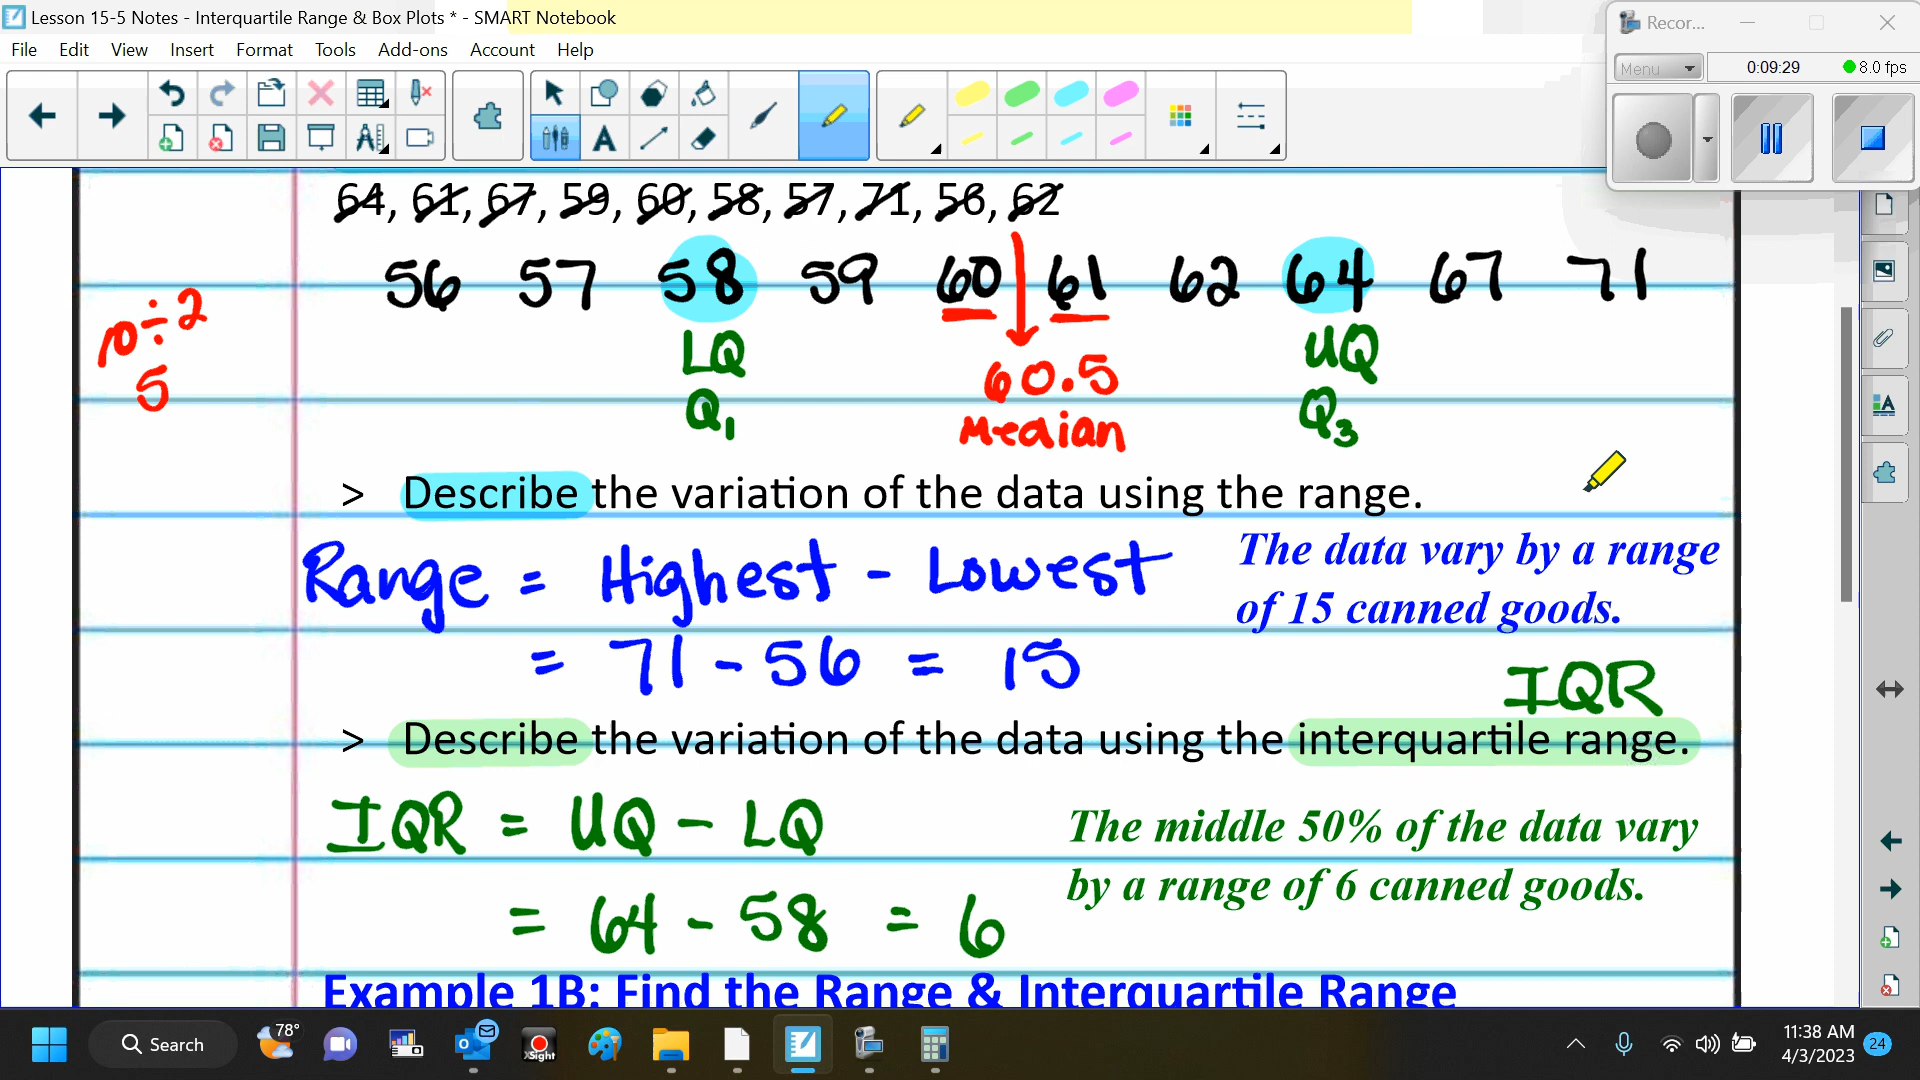 Lesson 15-5 Notes - Interquartile Range & Box Plots * - SMART Notebook
File Edit View Insert Format Tools Add-ons Account Help
Recor...
Menu 0:09:29 8.0 fps
64, 61, 67, 59, 60, 58, 57, 71, 56, 62
56 57 58 59 60 61 62 64 67 71
10 ÷ 2
5
LQ UQ
60.5
Q1 Q3
Median
> Describe the variation of the data using the range.
Range = Highest - Lowest
The data vary by a range
of 15 canned goods.
= 71 - 56 = 15
IQR
> Describe the variation of the data using the interquartile range.
IQR = UQ - LQ
The middle 50% of the data vary
by a range of 6 canned goods.
= 64 - 58 = 6
Example 1B: Find the Range & Interquartile Range
78°
Search
XSight
11:38 AM
4/3/2023
24